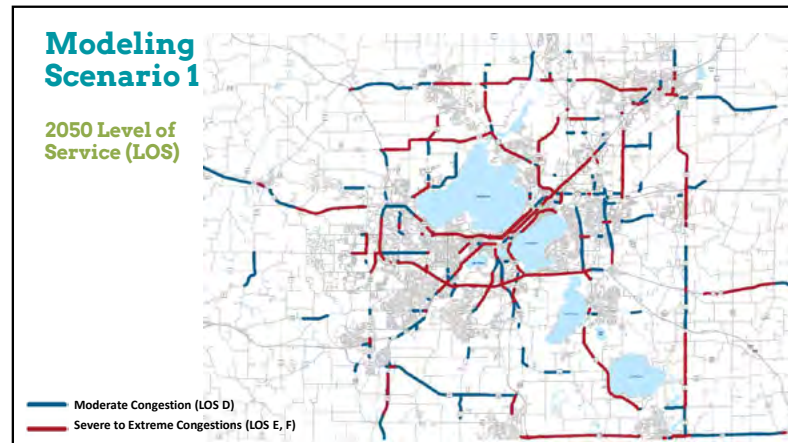 Modeling
Scenario 1
2050 Level of
Service (LOS)
Moderate Congestion (LOS D)
Severe to Extreme Congestions (LOS E, F)